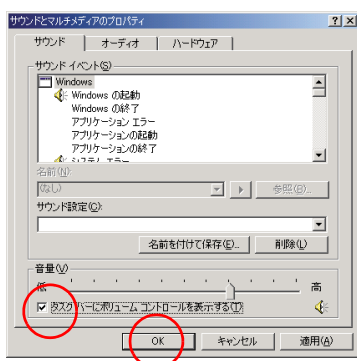 サウンドとマルチメディアのプロパティ
サウンド オーディオ ハードウェア
サウンド イベント(S)
Windows
Windows の起動
Windows の終了
アプリケーション エラー
アプリケーションの起動
アプリケーションの終了
システム エラー
名前(N):
(なし) 参照(B)...
サウンド設定(C):
名前を付けて保存(E)... 削除(L)
音量(V)
低 高
タスク バーにボリューム コントロールを表示する(T)
OK キャンセル 適用(A)